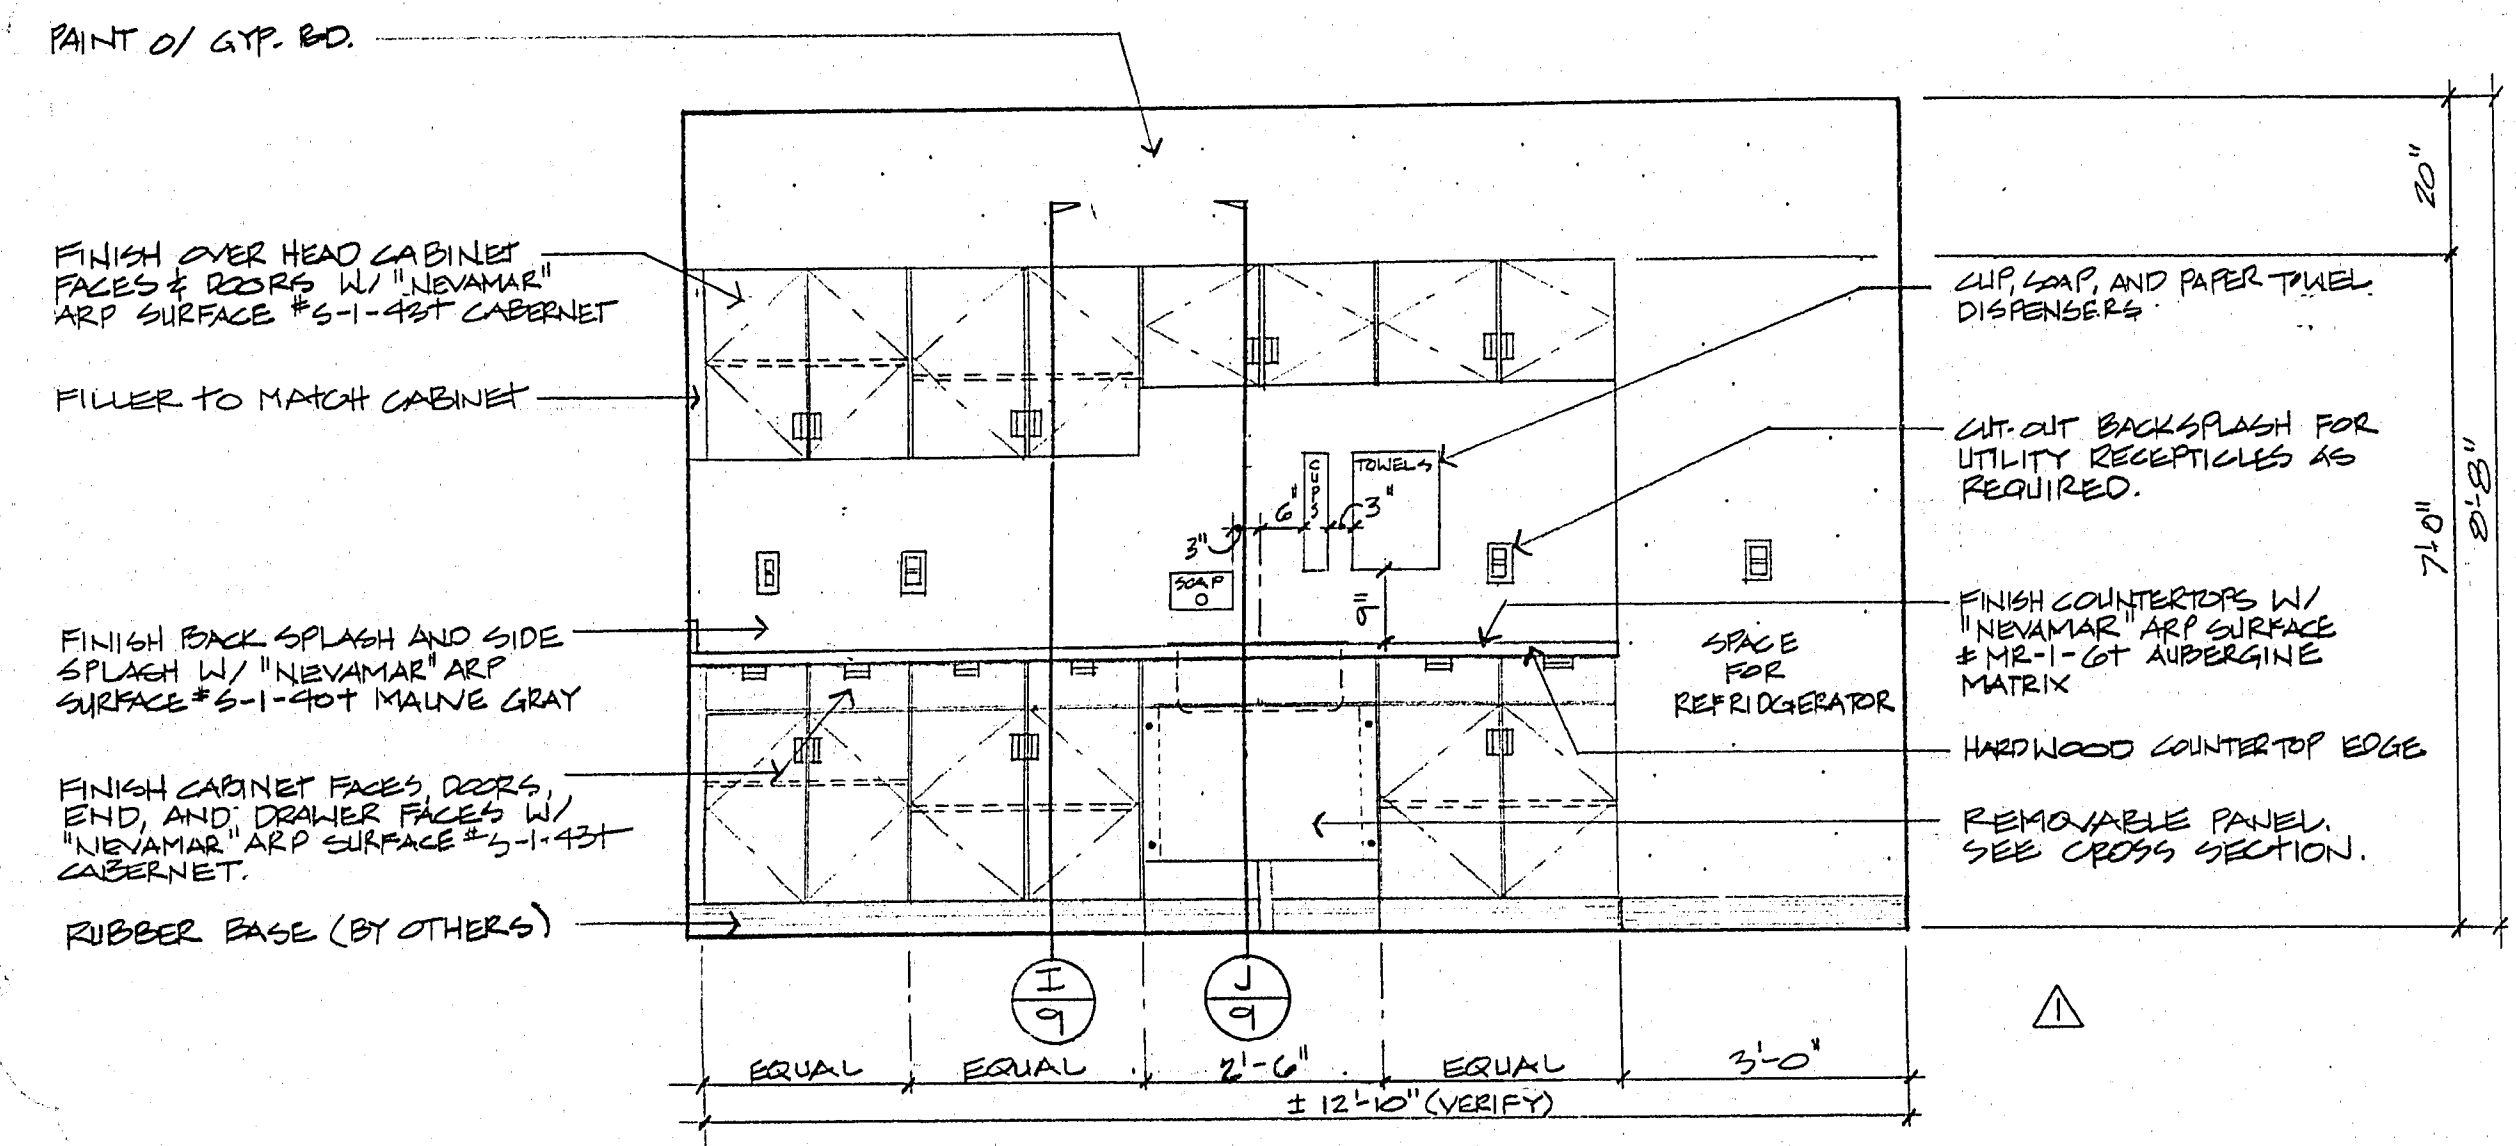 PAINT O/ GYP. BD.
FINISH OVER HEAD CABINET
FACES & DOORS W/ "NEVAMAR"
ARP SURFACE #S-1-43T CABERNET
FILLER TO MATCH CABINET
FINISH BACK SPLASH AND SIDE
SPLASH W/ "NEVAMAR" ARP
SURFACE #S-1-40T MAUVE GRAY
FINISH CABINET FACES, DOORS,
END, AND DRAWER FACES W/
"NEVAMAR" ARP SURFACE #S-1-43T
CABERNET.
RUBBER BASE (BY OTHERS)
CUPS
TOWELS
6"
3"
3"
SOAP
9"
SPACE
FOR
REFRIDGERATOR
CUP, SOAP, AND PAPER TOWEL
DISPENSERS
CUT-OUT BACKSPLASH FOR
UTILITY RECEPTICLES AS
REQUIRED.
FINISH COUNTERTOPS W/
"NEVAMAR" ARP SURFACE
# MR-1-6T AUBERGINE
MATRIX
HARDWOOD COUNTERTOP EDGE
REMOVABLE PANEL.
SEE CROSS SECTION.
20"
7'-0"
8'-8"
I
9
J
9
1
EQUAL
EQUAL
2'-6"
EQUAL
3'-0"
± 12'-10" (VERIFY)